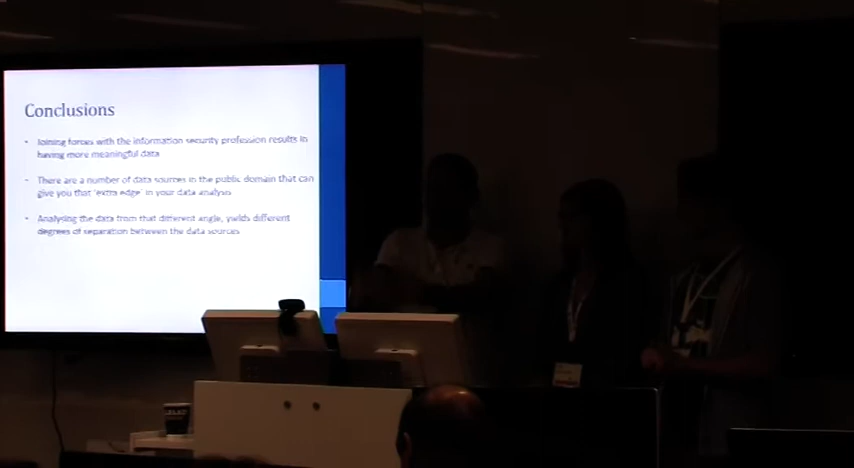 Conclusions
• Joining forces with the information security profession results in
having more meaningful data
• There are a number of data sources in the public domain that can
give you that 'extra edge' in your data analysis
• Analysing the data from that different angle, yields different
degrees of separation between the data sources